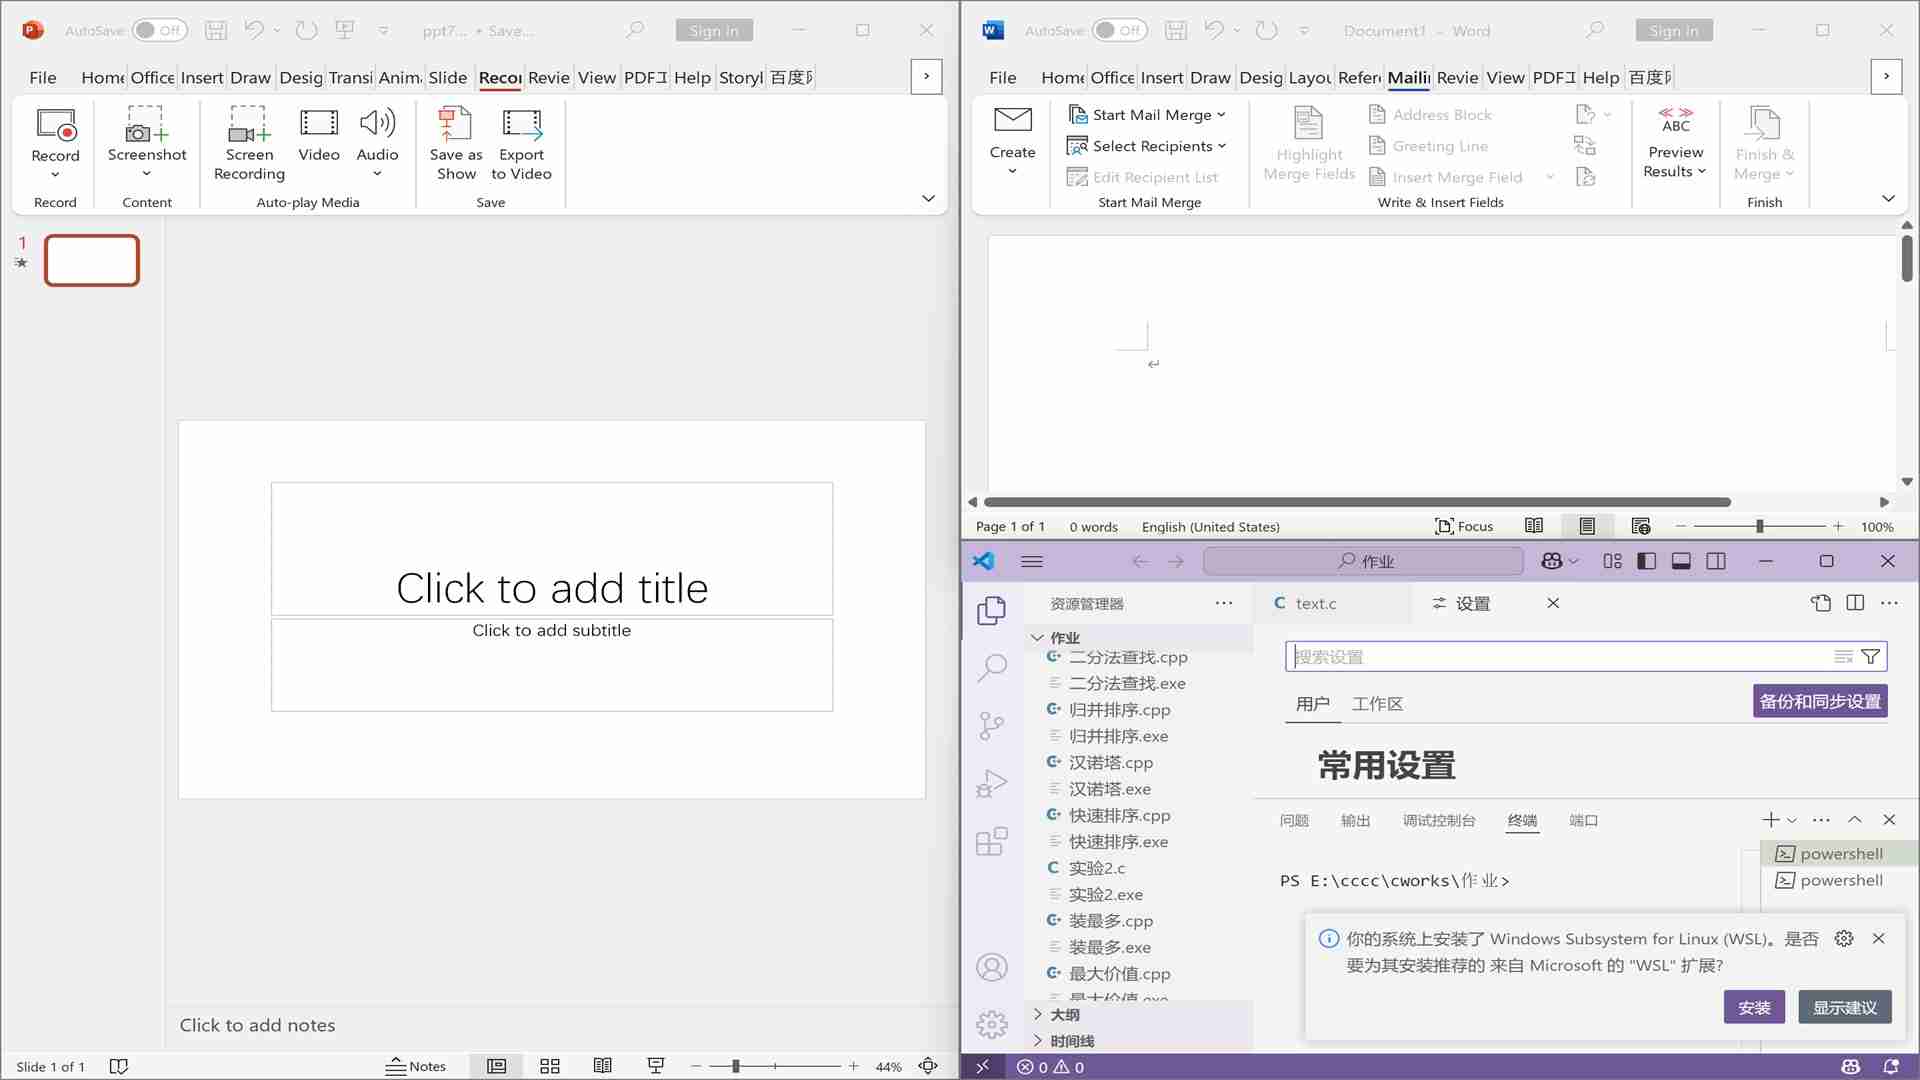 AutoSave Off ppt7... • Save... Sign in
File Home Office Insert Draw Desig Transi Anima Slide Recor Revie View PDF工 Help Storyl 百度网
Record
Screenshot
Screen Recording
Video
Audio
Save as Show
Export to Video
Record Content Auto-play Media Save
1
Click to add title
Click to add subtitle
Click to add notes
Slide 1 of 1 Notes 44%
AutoSave Off Document1 - Word Sign in
File Home Office Insert Draw Desig Layou Refere Mailin Revie View PDF工 Help 百度网
Create
Start Mail Merge
Select Recipients
Edit Recipient List
Highlight Merge Fields
Address Block
Greeting Line
Insert Merge Field
ABC
Preview Results
Finish & Merge
Start Mail Merge Write & Insert Fields Finish
Page 1 of 1 0 words English (United States) Focus 100%
作业
资源管理器
作业
二分法查找.cpp
二分法查找.exe
归并排序.cpp
归并排序.exe
汉诺塔.cpp
汉诺塔.exe
快速排序.cpp
快速排序.exe
C 实验2.c
实验2.exe
装最多.cpp
装最多.exe
最大价值.cpp
最大价值.exe
大纲
时间线
C text.c 设置
搜索设置
用户 工作区 备份和同步设置
常用设置
问题 输出 调试控制台 终端 端口
PS E:\cccc\cworks\作业>
powershell
powershell
你的系统上安装了 Windows Subsystem for Linux (WSL)。是否
要为其安装推荐的 来自 Microsoft 的 "WSL" 扩展?
安装 显示建议
0 0